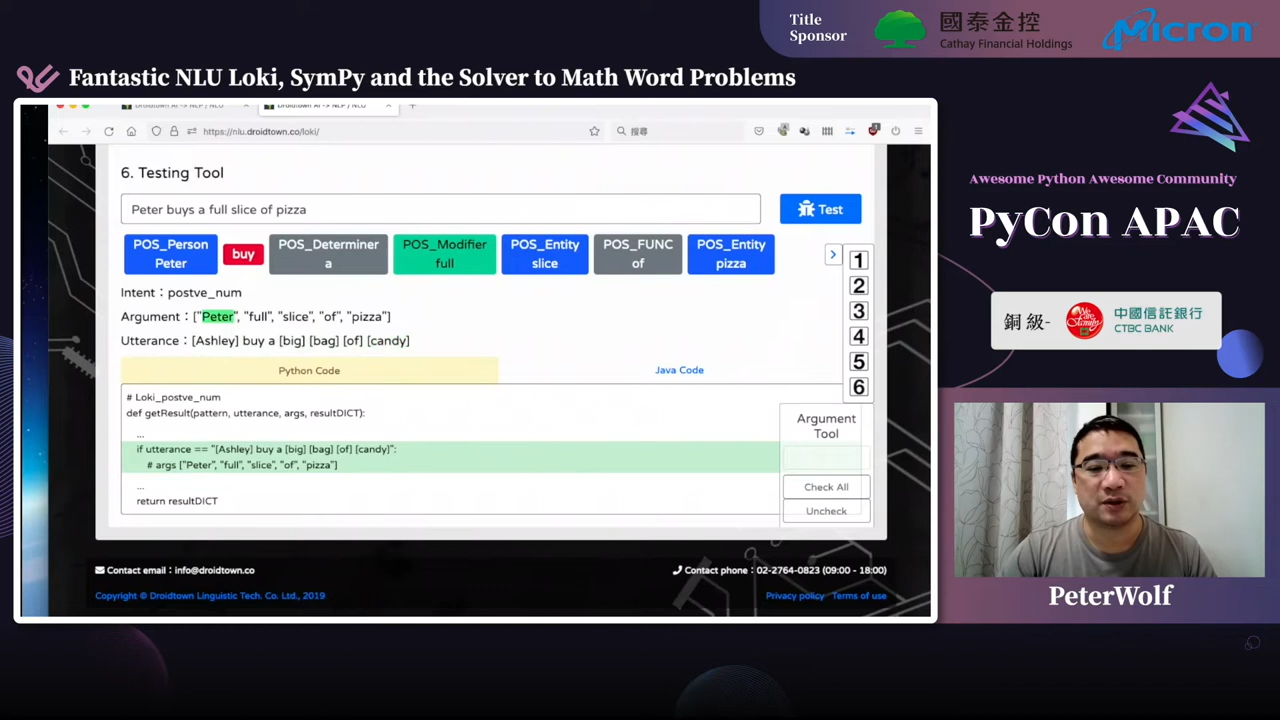 Title
Sponsor
國泰金控
Cathay Financial Holdings
Micron
Fantastic NLU Loki, SymPy and the Solver to Math Word Problems
https://nlu.droidtown.co/loki/
搜尋
6. Testing Tool
Peter buys a full slice of pizza
Test
POS_Person
Peter
buy
POS_Determiner
a
POS_Modifier
full
POS_Entity
slice
POS_FUNC
of
POS_Entity
pizza
Intent：postve_num
Argument：["Peter", "full", "slice", "of", "pizza"]
Utterance：[Ashley] buy a [big] [bag] [of] [candy]
1
2
3
4
5
6
Python Code
Java Code
# Loki_postve_num
def getResult(pattern, utterance, args, resultDICT):
...
if utterance == "[Ashley] buy a [big] [bag] [of] [candy]":
# args ["Peter", "full", "slice", "of", "pizza"]
...
return resultDICT
Argument
Tool
Check All
Uncheck
Contact email：info@droidtown.co
Contact phone：02-2764-0823 (09:00 - 18:00)
Copyright © Droidtown Linguistic Tech. Co. Ltd., 2019
Privacy policy
Terms of use
Awesome Python Awesome Community
PyCon APAC
銅級-
We are
Family
中國信託銀行
CTBC BANK
PeterWolf